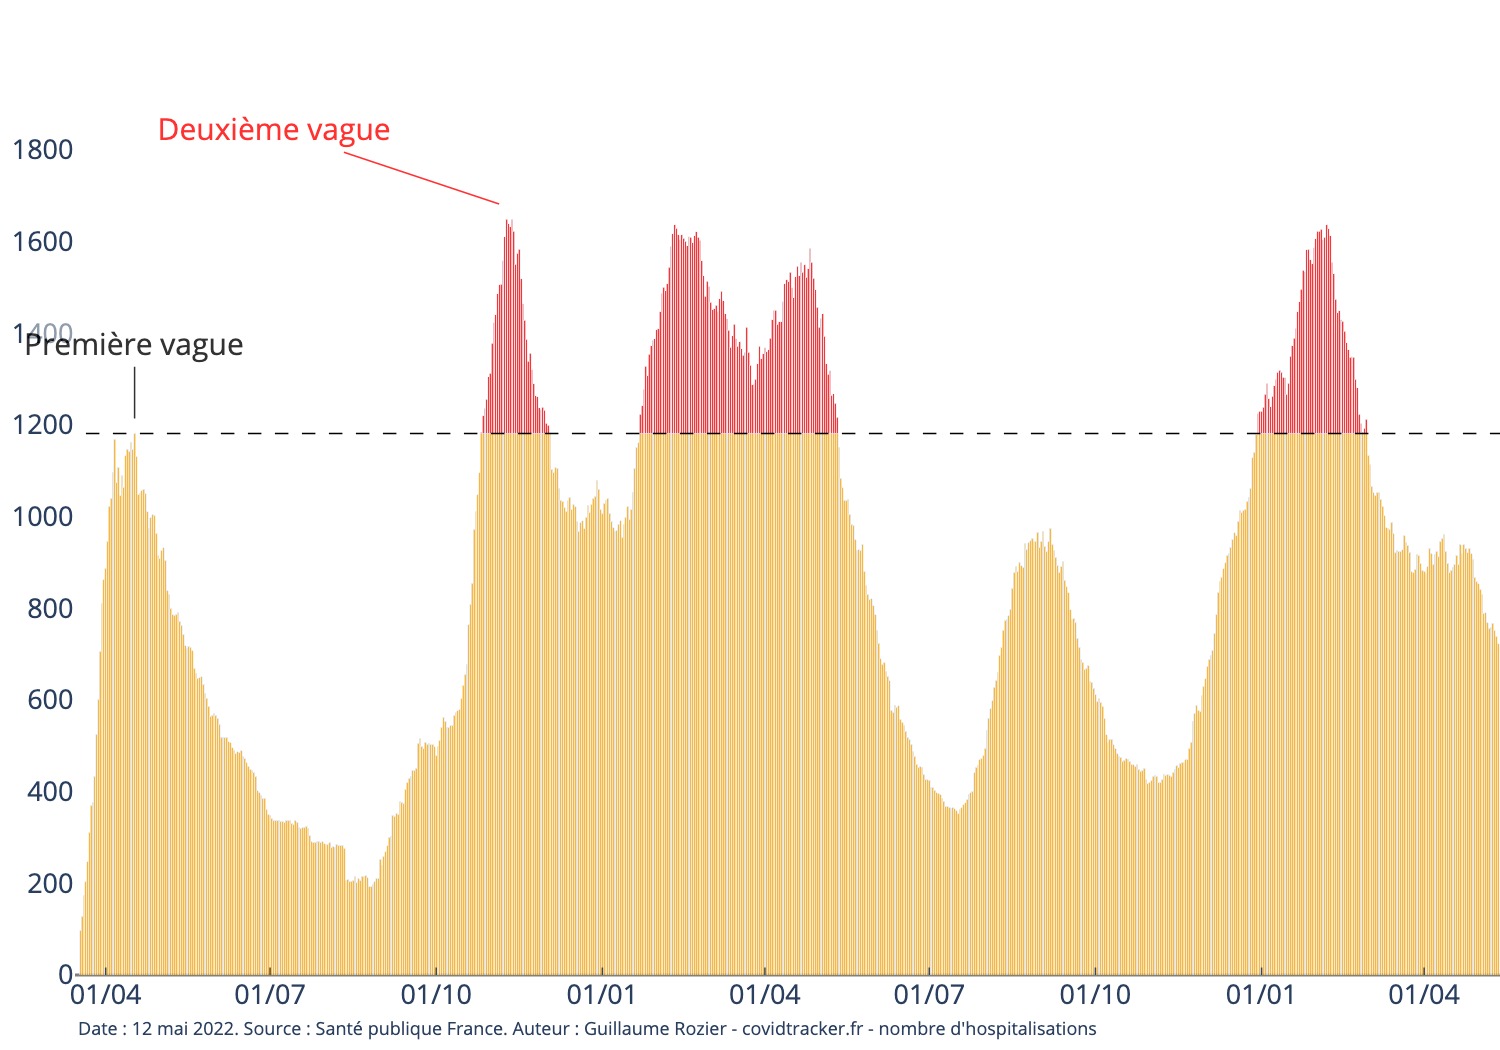 Deuxième vague
1800
1600
1400
Première vague
1200
1000
800
600
400
200
0
01/04 01/07 01/10 01/01 01/04 01/07 01/10 01/01 01/04
Date : 12 mai 2022. Source : Santé publique France. Auteur : Guillaume Rozier - covidtracker.fr - nombre d'hospitalisations